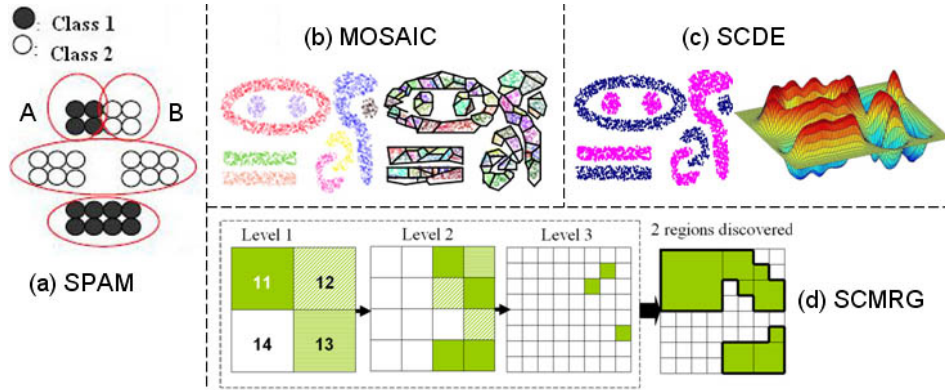 : Class 1
: Class 2
A
B
(a) SPAM
(b) MOSAIC
(c) SCDE
Level 1
Level 2
Level 3
2 regions discovered
11
12
14
13
(d) SCMRG